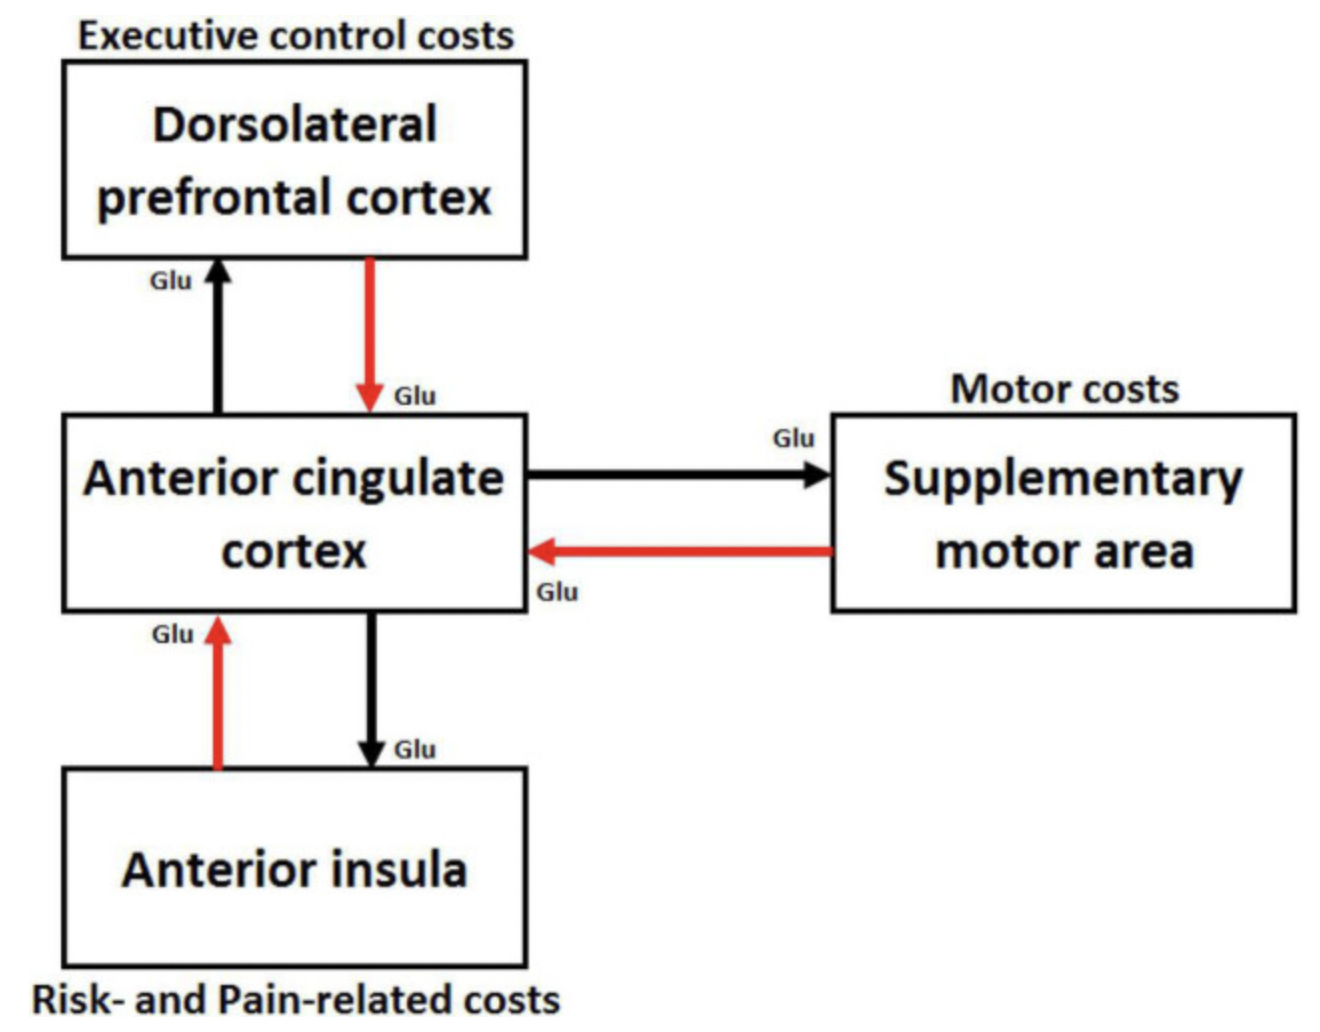 Executive control costs
Dorsolateral
prefrontal cortex
Glu
Glu
Motor costs
Glu
Anterior cingulate
cortex
Supplementary
motor area
Glu
Glu
Glu
Anterior insula
Risk- and Pain-related costs